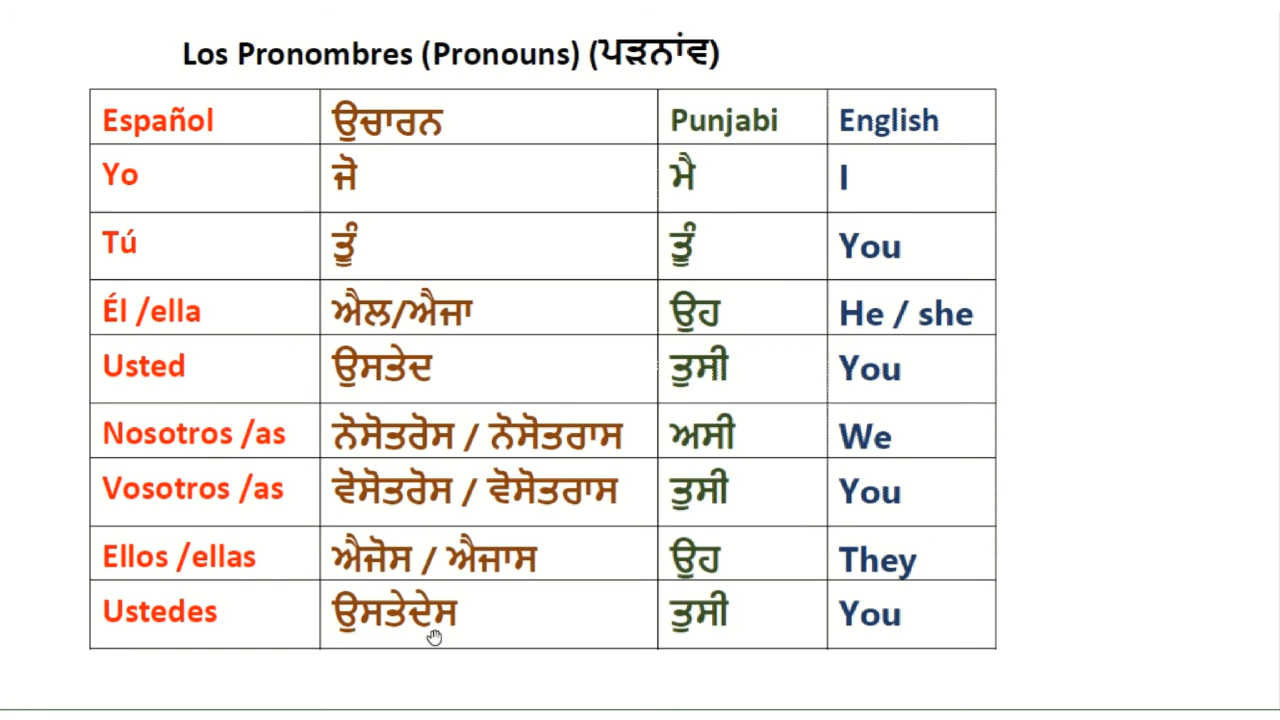 Los Pronombres (Pronouns) (ਪੜਨਾਂਵ)
Español ਉਚਾਰਨ Punjabi English
Yo ਜੋ ਮੈ I
Tú ਤੂੰ ਤੂੰ You
Él /ella ਐਲ/ਐਜਾ ਉਹ He / she
Usted ਉਸਤੇਦ ਤੁਸੀ You
Nosotros /as ਨੋਸੋਤਰੋਸ / ਨੋਸੋਤਰਾਸ ਅਸੀ We
Vosotros /as ਵੋਸੋਤਰੋਸ / ਵੋਸੋਤਰਾਸ ਤੁਸੀ You
Ellos /ellas ਐਜੋਸ / ਐਜਾਸ ਉਹ They
Ustedes ਉਸਤੇਦੇਸ ਤੁਸੀ You